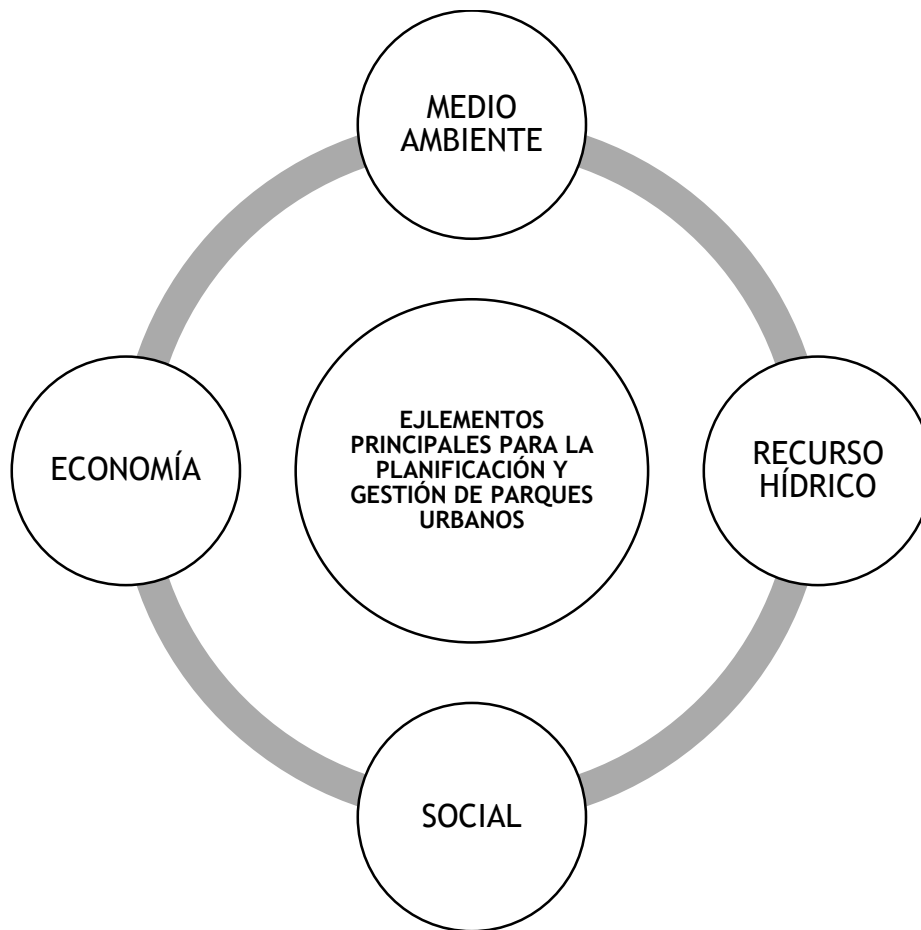 MEDIO
AMBIENTE
EJLEMENTOS
PRINCIPALES PARA LA
PLANIFICACIÓN Y
GESTIÓN DE PARQUES
URBANOS
ECONOMÍA
RECURSO
HÍDRICO
SOCIAL